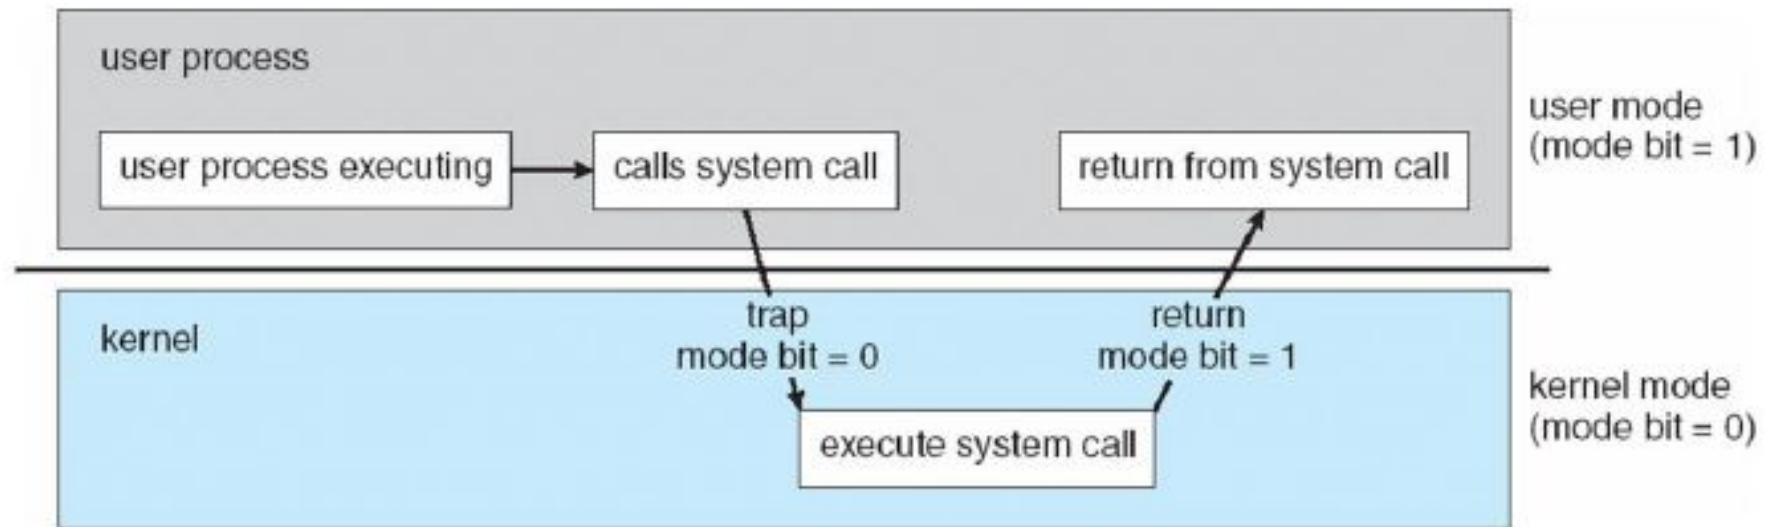 user process
user process executing
calls system call
return from system call
user mode
(mode bit = 1)
kernel
trap
mode bit = 0
return
mode bit = 1
execute system call
kernel mode
(mode bit = 0)